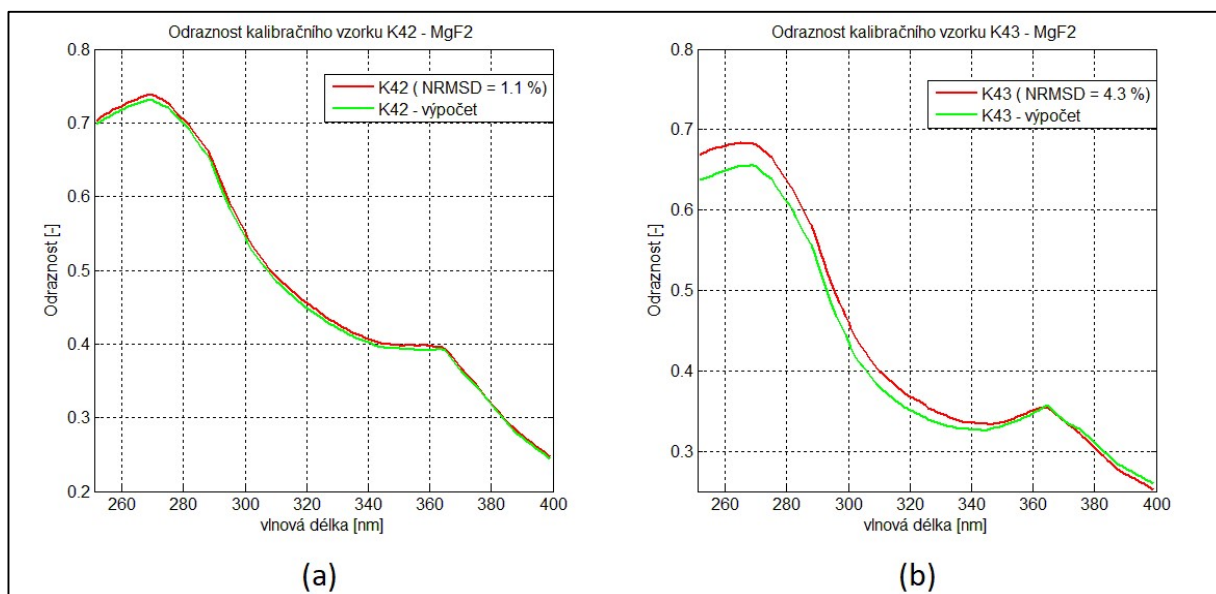 Odraznost kalibračního vzorku K42 - MgF2
0.8
0.7
0.6
0.5
0.4
0.3
0.2
Odraznost [-]
K42 ( NRMSD = 1.1 %)
K42 - výpočet
260 280 300 320 340 360 380 400
vlnová délka [nm]
(a)
Odraznost kalibračního vzorku K43 - MgF2
0.8
0.7
0.6
0.5
0.4
0.3
Odraznost [-]
K43 ( NRMSD = 4.3 %)
K43 - výpočet
260 280 300 320 340 360 380 400
vlnová délka [nm]
(b)